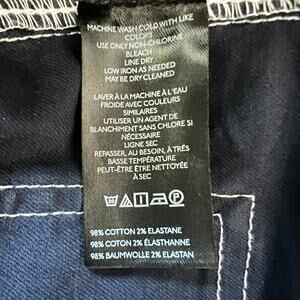 MACHINE WASH COLD WITH LIKE
COLORS
USE ONLY NON-CHLORINE
BLEACH
LINE DRY
LOW IRON AS NEEDED
MAY BE DRY CLEANED
LAVER À LA MACHINE À L'EAU
FROIDE AVEC COULEURS
SIMILAIRES
UTILISER UN AGENT DE
BLANCHIMENT SANS CHLORE SI
NÉCESSAIRE
LIGNE SEC
REPASSER, AU BESOIN, À TRÈS
BASSE TEMPÉRATURE
PEUT-ÊTRE ÊTRE NETTOYÉE
À SEC
98% COTTON 2% ELASTANE
98% COTON 2% ÉLASTHANNE
98% BAUMWOLLE 2% ELASTAN